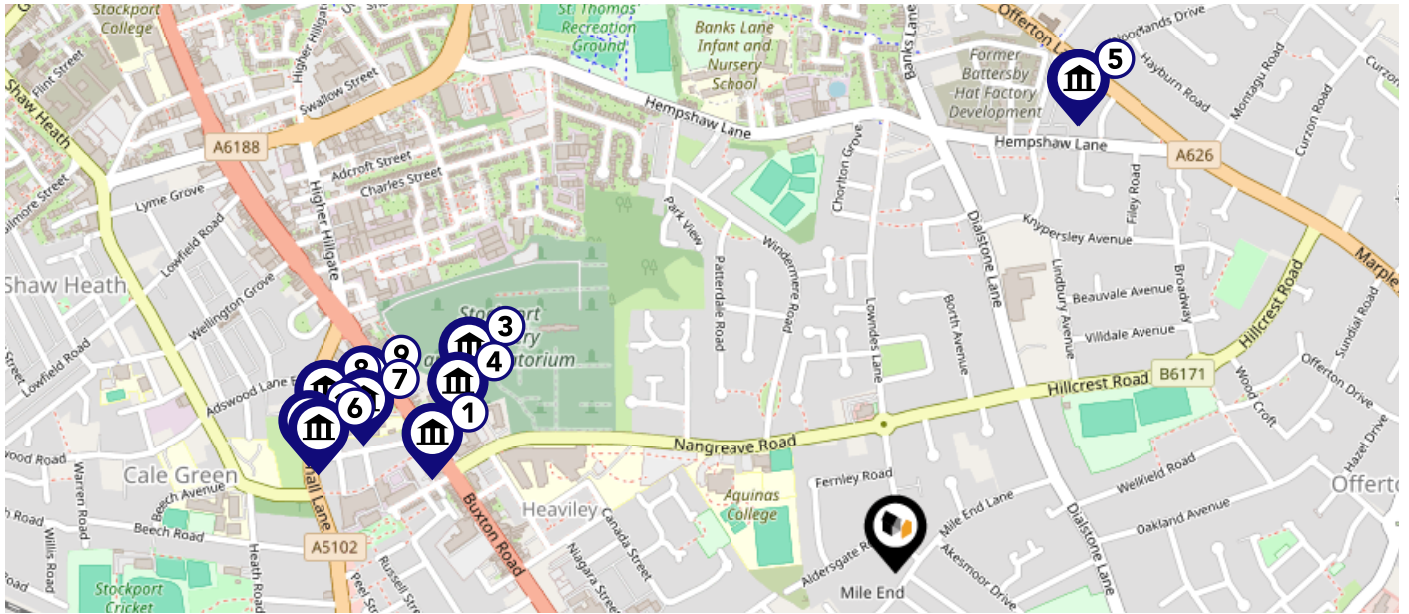 Stockport
College
Flint Street
Shaw Heath
Higher Hillgate
Swallow Street
St Thomas'
Recreation
Ground
Banks Lane
Infant and
Nursery
School
Banks Lane
Offerton
Woodlands Drive
Former
Battersby
Hat Factory
Development
5
Hayburn Road
Montagu Road
Curzon Road
A6188
Hempshaw Lane
Hempshaw Lane
A626
Adcroft Street
Charles Street
Lyme Grove
Higher Hillgate
Chorlton Grove
Filey Road
Lowfield Road
Park View
Windermere Road
Dialstone Lane
Knypersley Avenue
Marple
Shaw Heath
Wellington Grove
Patterdale Road
Lowndes Lane
Borth Avenue
Lindbury Avenue
Beauvale Avenue
Broadway
Villdale Avenue
Hillcrest Road
Sundial Road
Stockport
3
4
9
8
7
6
1
Lowfield Road
Street
Adswood Lane
Hillcrest Road
B6171
Wood Croft
Offerton Drive
Hazel Drive
Nangreave Road
Cale Green
Warren Road
Beech Avenue
Beech Road
Willis Road
Heath Road
A5102
Buxton Road
Heaviley
Canada Street
Niagara Street
Russell
Peel
Aquinas
College
Fernley Road
Mile End Lane
Aldersgate
Mile End
Akesmoor Drive
Dialstone Lane
Wellfield Road
Oakland Avenue
Stockport
Cricket